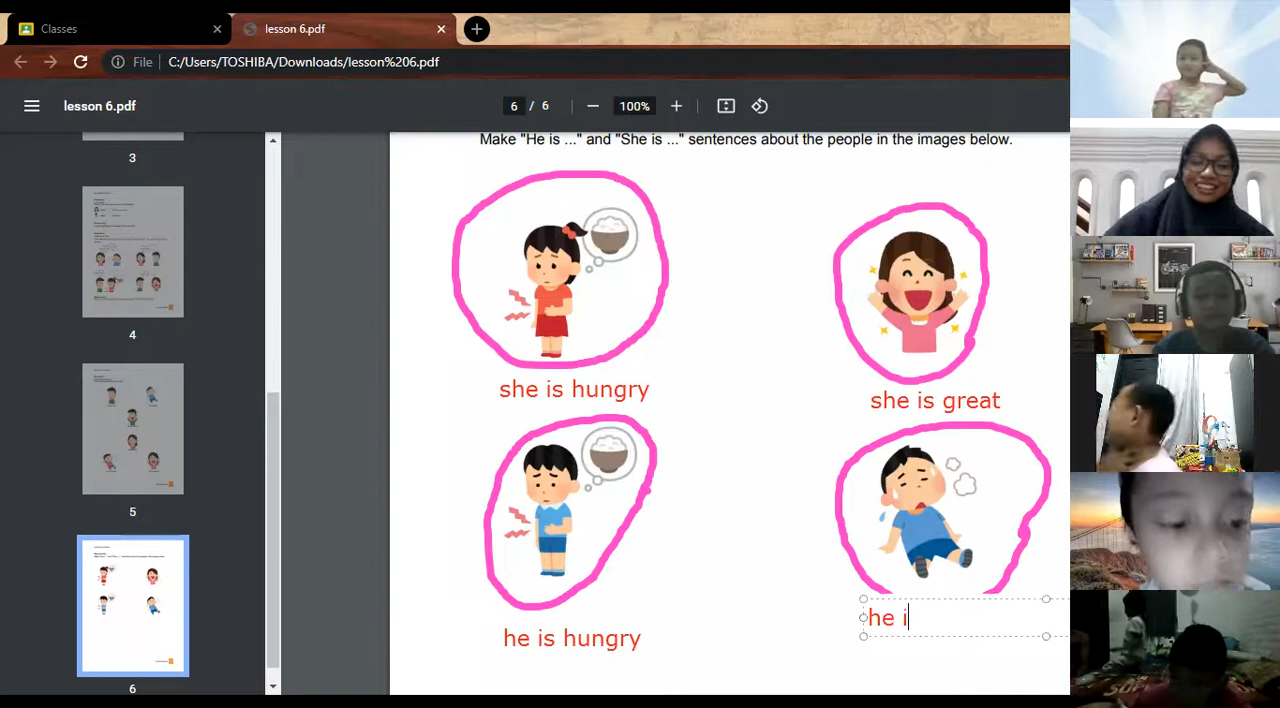 Classes
lesson 6.pdf
File C:/Users/TOSHIBA/Downloads/lesson%206.pdf
lesson 6.pdf
6 / 6
100%
Make "He is ..." and "She is ..." sentences about the people in the images below.
3
4
5
6
she is hungry
she is great
he is hungry
he i